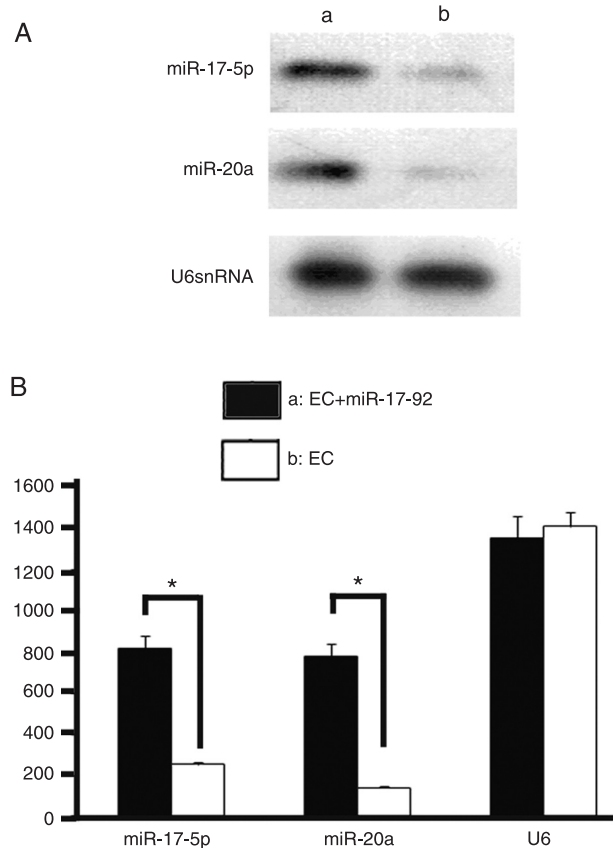 A
a b
miR-17-5p
miR-20a
U6snRNA
B
a: EC+miR-17-92
b: EC
1600
1400
1200
1000
800
600
400
200
0
*
*
miR-17-5p miR-20a U6